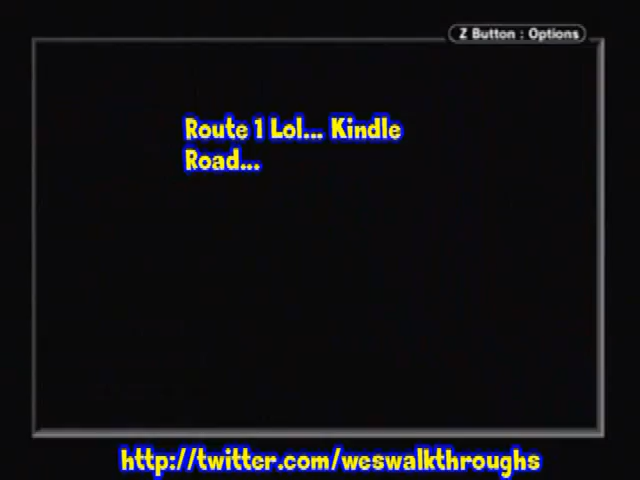 Z Button : Options
Route 1 Lol... Kindle
Road...
http://twitter.com/weswalkthroughs